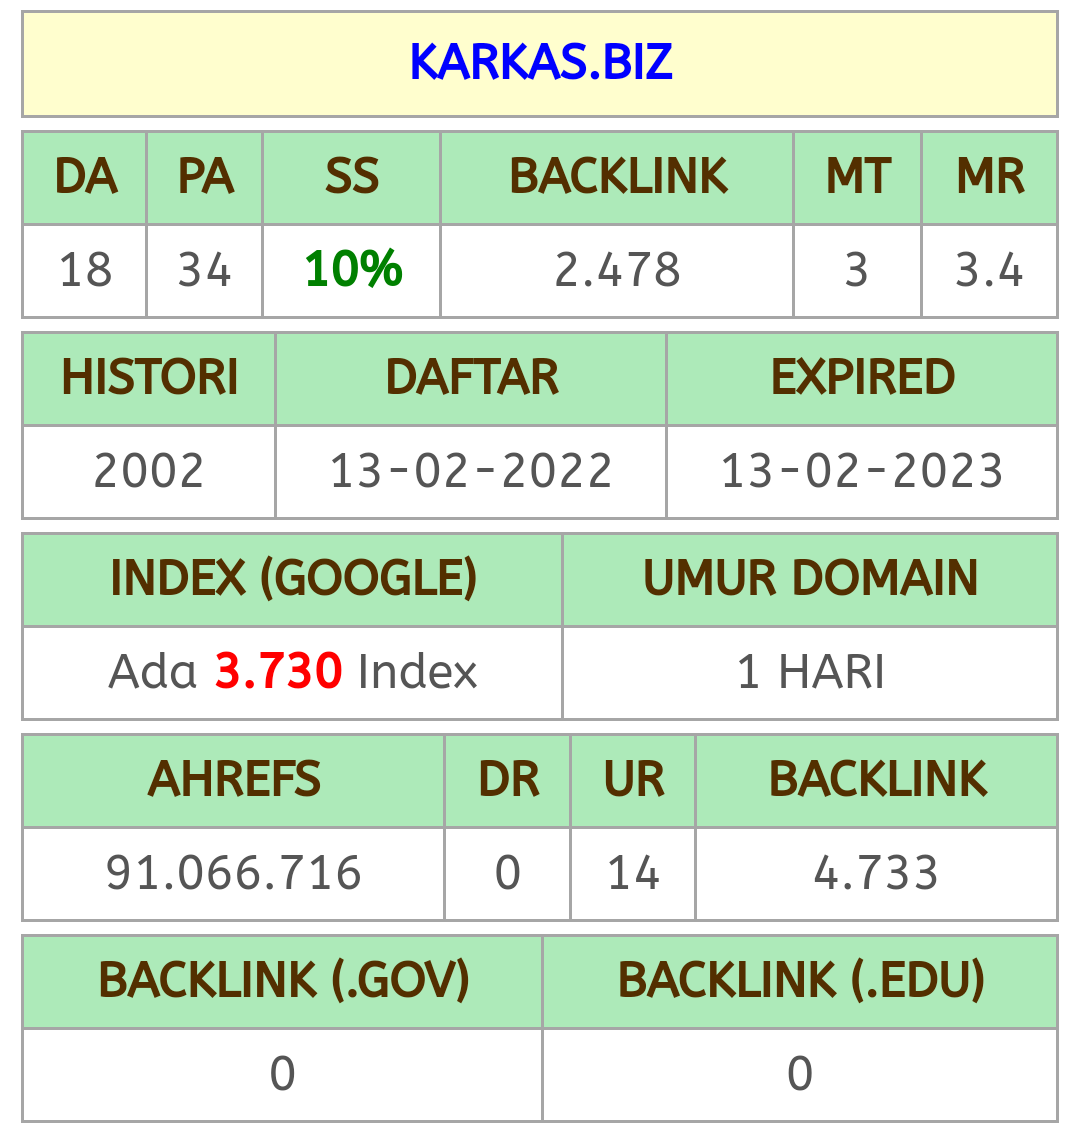 KARKAS.BIZ
DA PA SS BACKLINK MT MR
18 34 10% 2.478 3 3.4
HISTORI DAFTAR EXPIRED
2002 13-02-2022 13-02-2023
INDEX (GOOGLE) UMUR DOMAIN
Ada 3.730 Index 1 HARI
AHREFS DR UR BACKLINK
91.066.716 0 14 4.733
BACKLINK (.GOV) BACKLINK (.EDU)
0 0